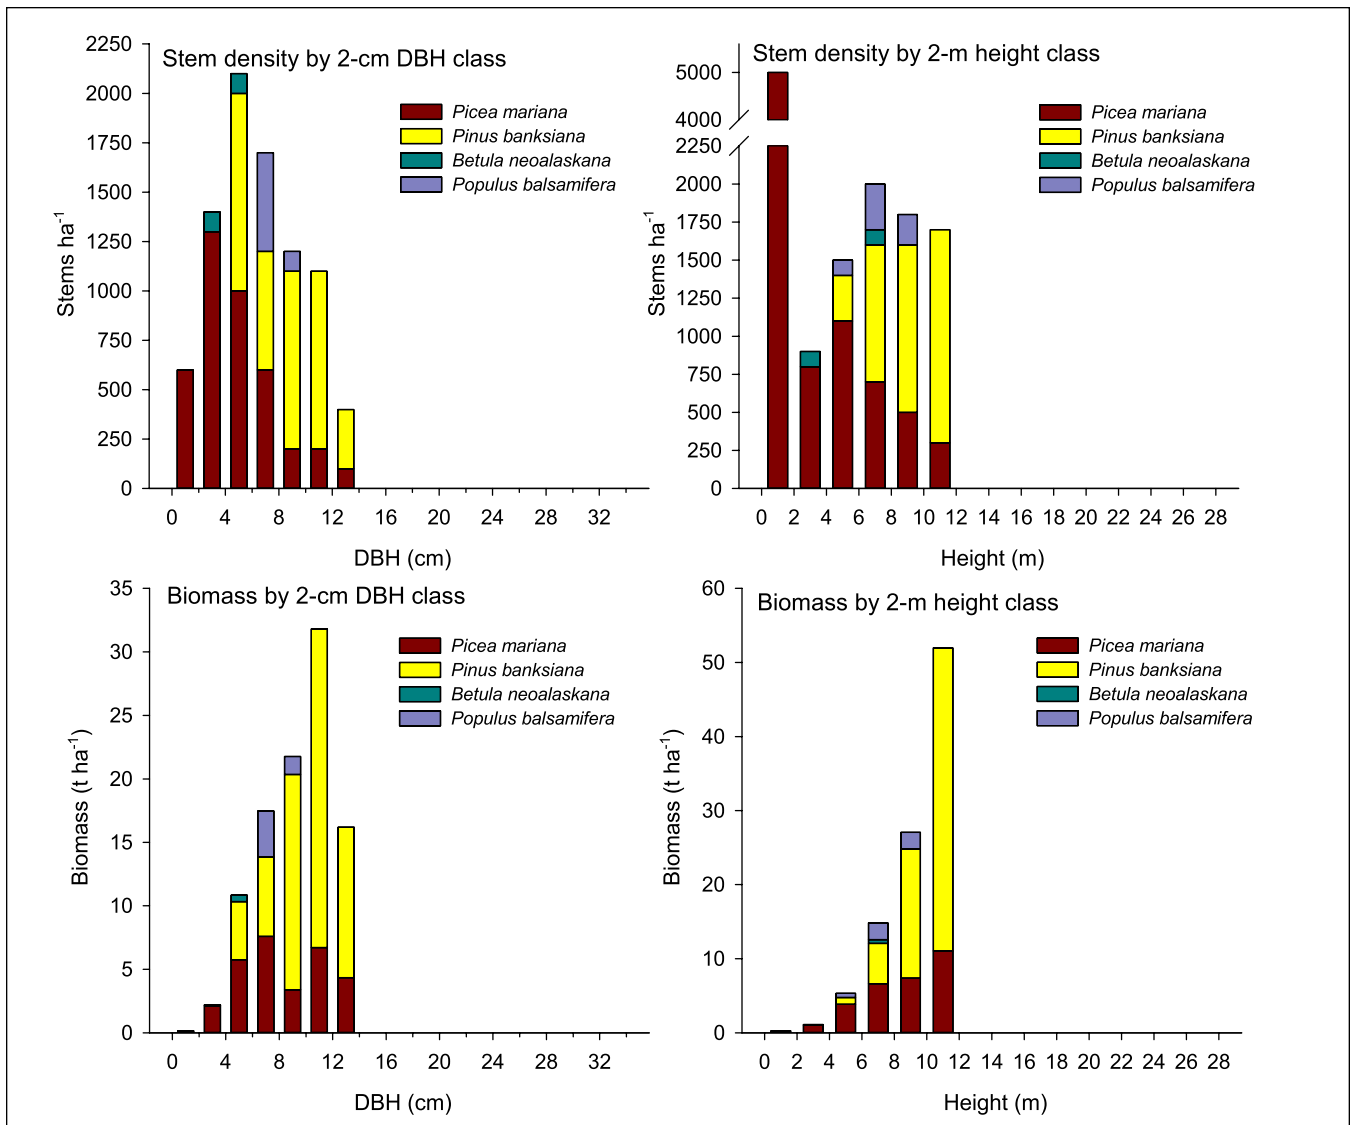 Stem density by 2-cm DBH class
2250
2000
1750
1500
1250
1000
750
500
250
0
Stems ha⁻¹
Picea mariana
Pinus banksiana
Betula neoalaskana
Populus balsamifera
0 4 8 12 16 20 24 28 32
DBH (cm)
Stem density by 2-m height class
5000
4000
2250
2000
1750
1500
1250
1000
750
500
250
0
Stems ha⁻¹
Picea mariana
Pinus banksiana
Betula neoalaskana
Populus balsamifera
0 2 4 6 8 10 12 14 16 18 20 22 24 26 28
Height (m)
Biomass by 2-cm DBH class
35
30
25
20
15
10
5
0
Biomass (t ha⁻¹)
Picea mariana
Pinus banksiana
Betula neoalaskana
Populus balsamifera
0 4 8 12 16 20 24 28 32
DBH (cm)
Biomass by 2-m height class
60
50
40
30
20
10
0
Biomass (t ha⁻¹)
Picea mariana
Pinus banksiana
Betula neoalaskana
Populus balsamifera
0 2 4 6 8 10 12 14 16 18 20 22 24 26 28
Height (m)